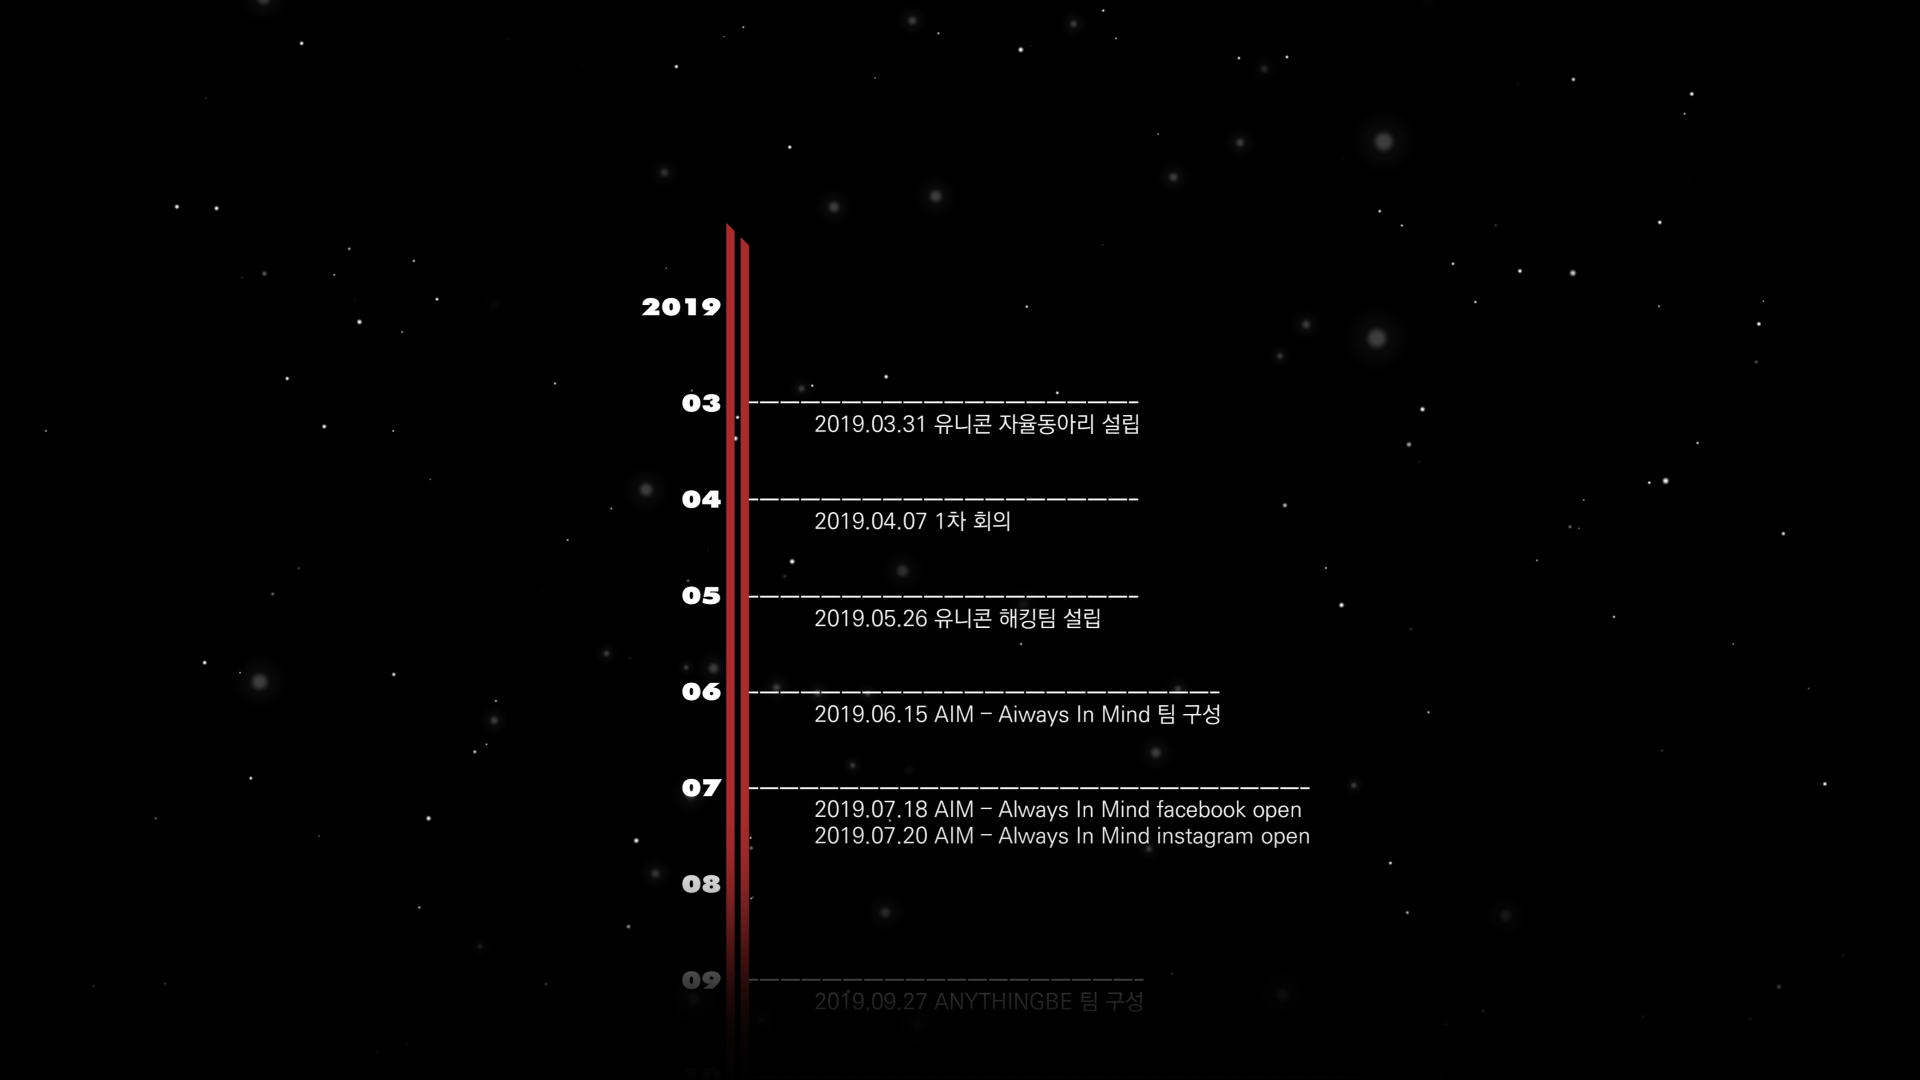 2019
03
2019.03.31 유니콘 자율동아리 설립
04
2019.04.07 1차 회의
05
2019.05.26 유니콘 해킹팀 설립
06
2019.06.15 AIM – Aiways In Mind 팀 구성
07
2019.07.18 AIM – Always In Mind facebook open
2019.07.20 AIM – Always In Mind instagram open
08
09
2019.09.27 ANYTHINGBE 팀 구성